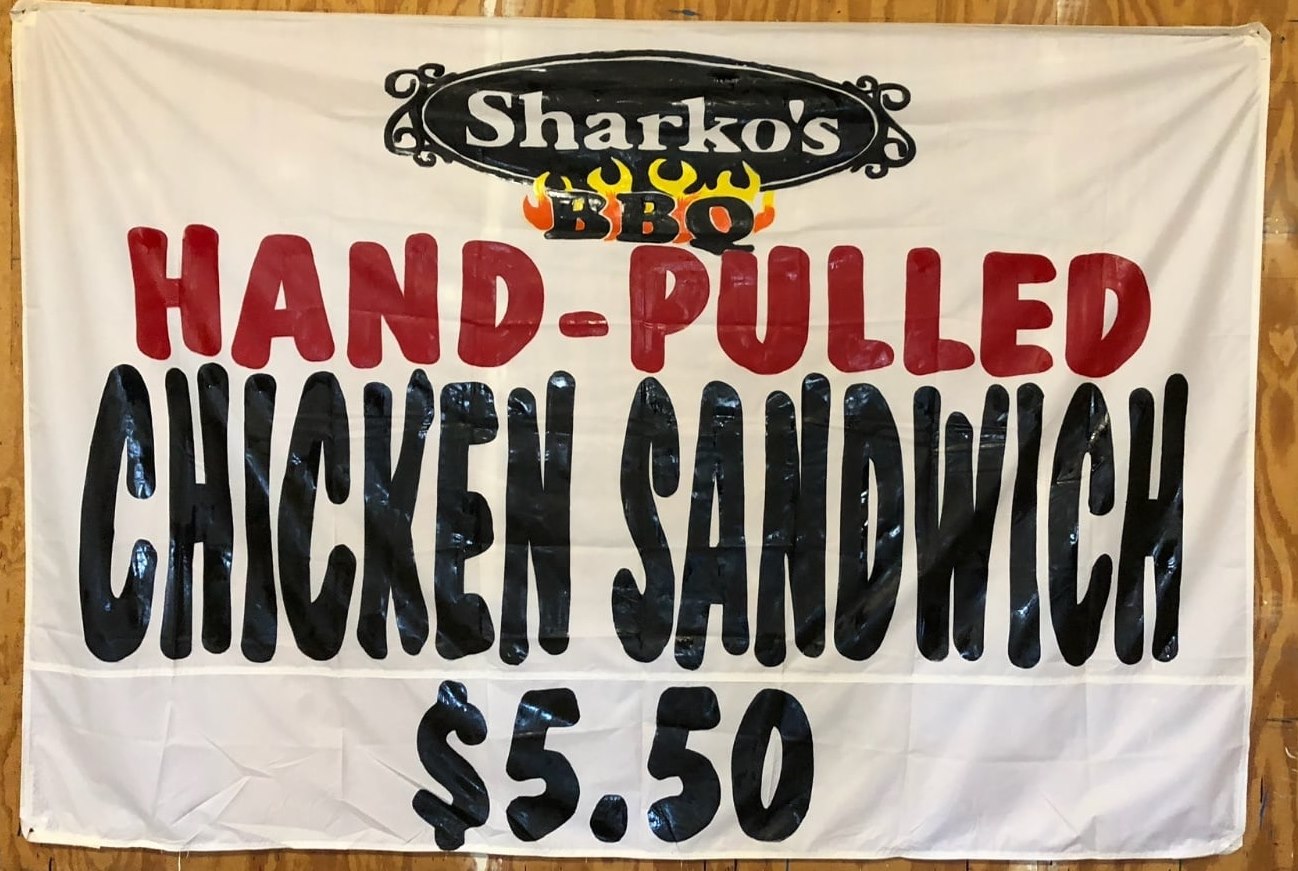 Sharko's
BBQ
HAND-PULLED
CHICKEN SANDWICH
$5.50